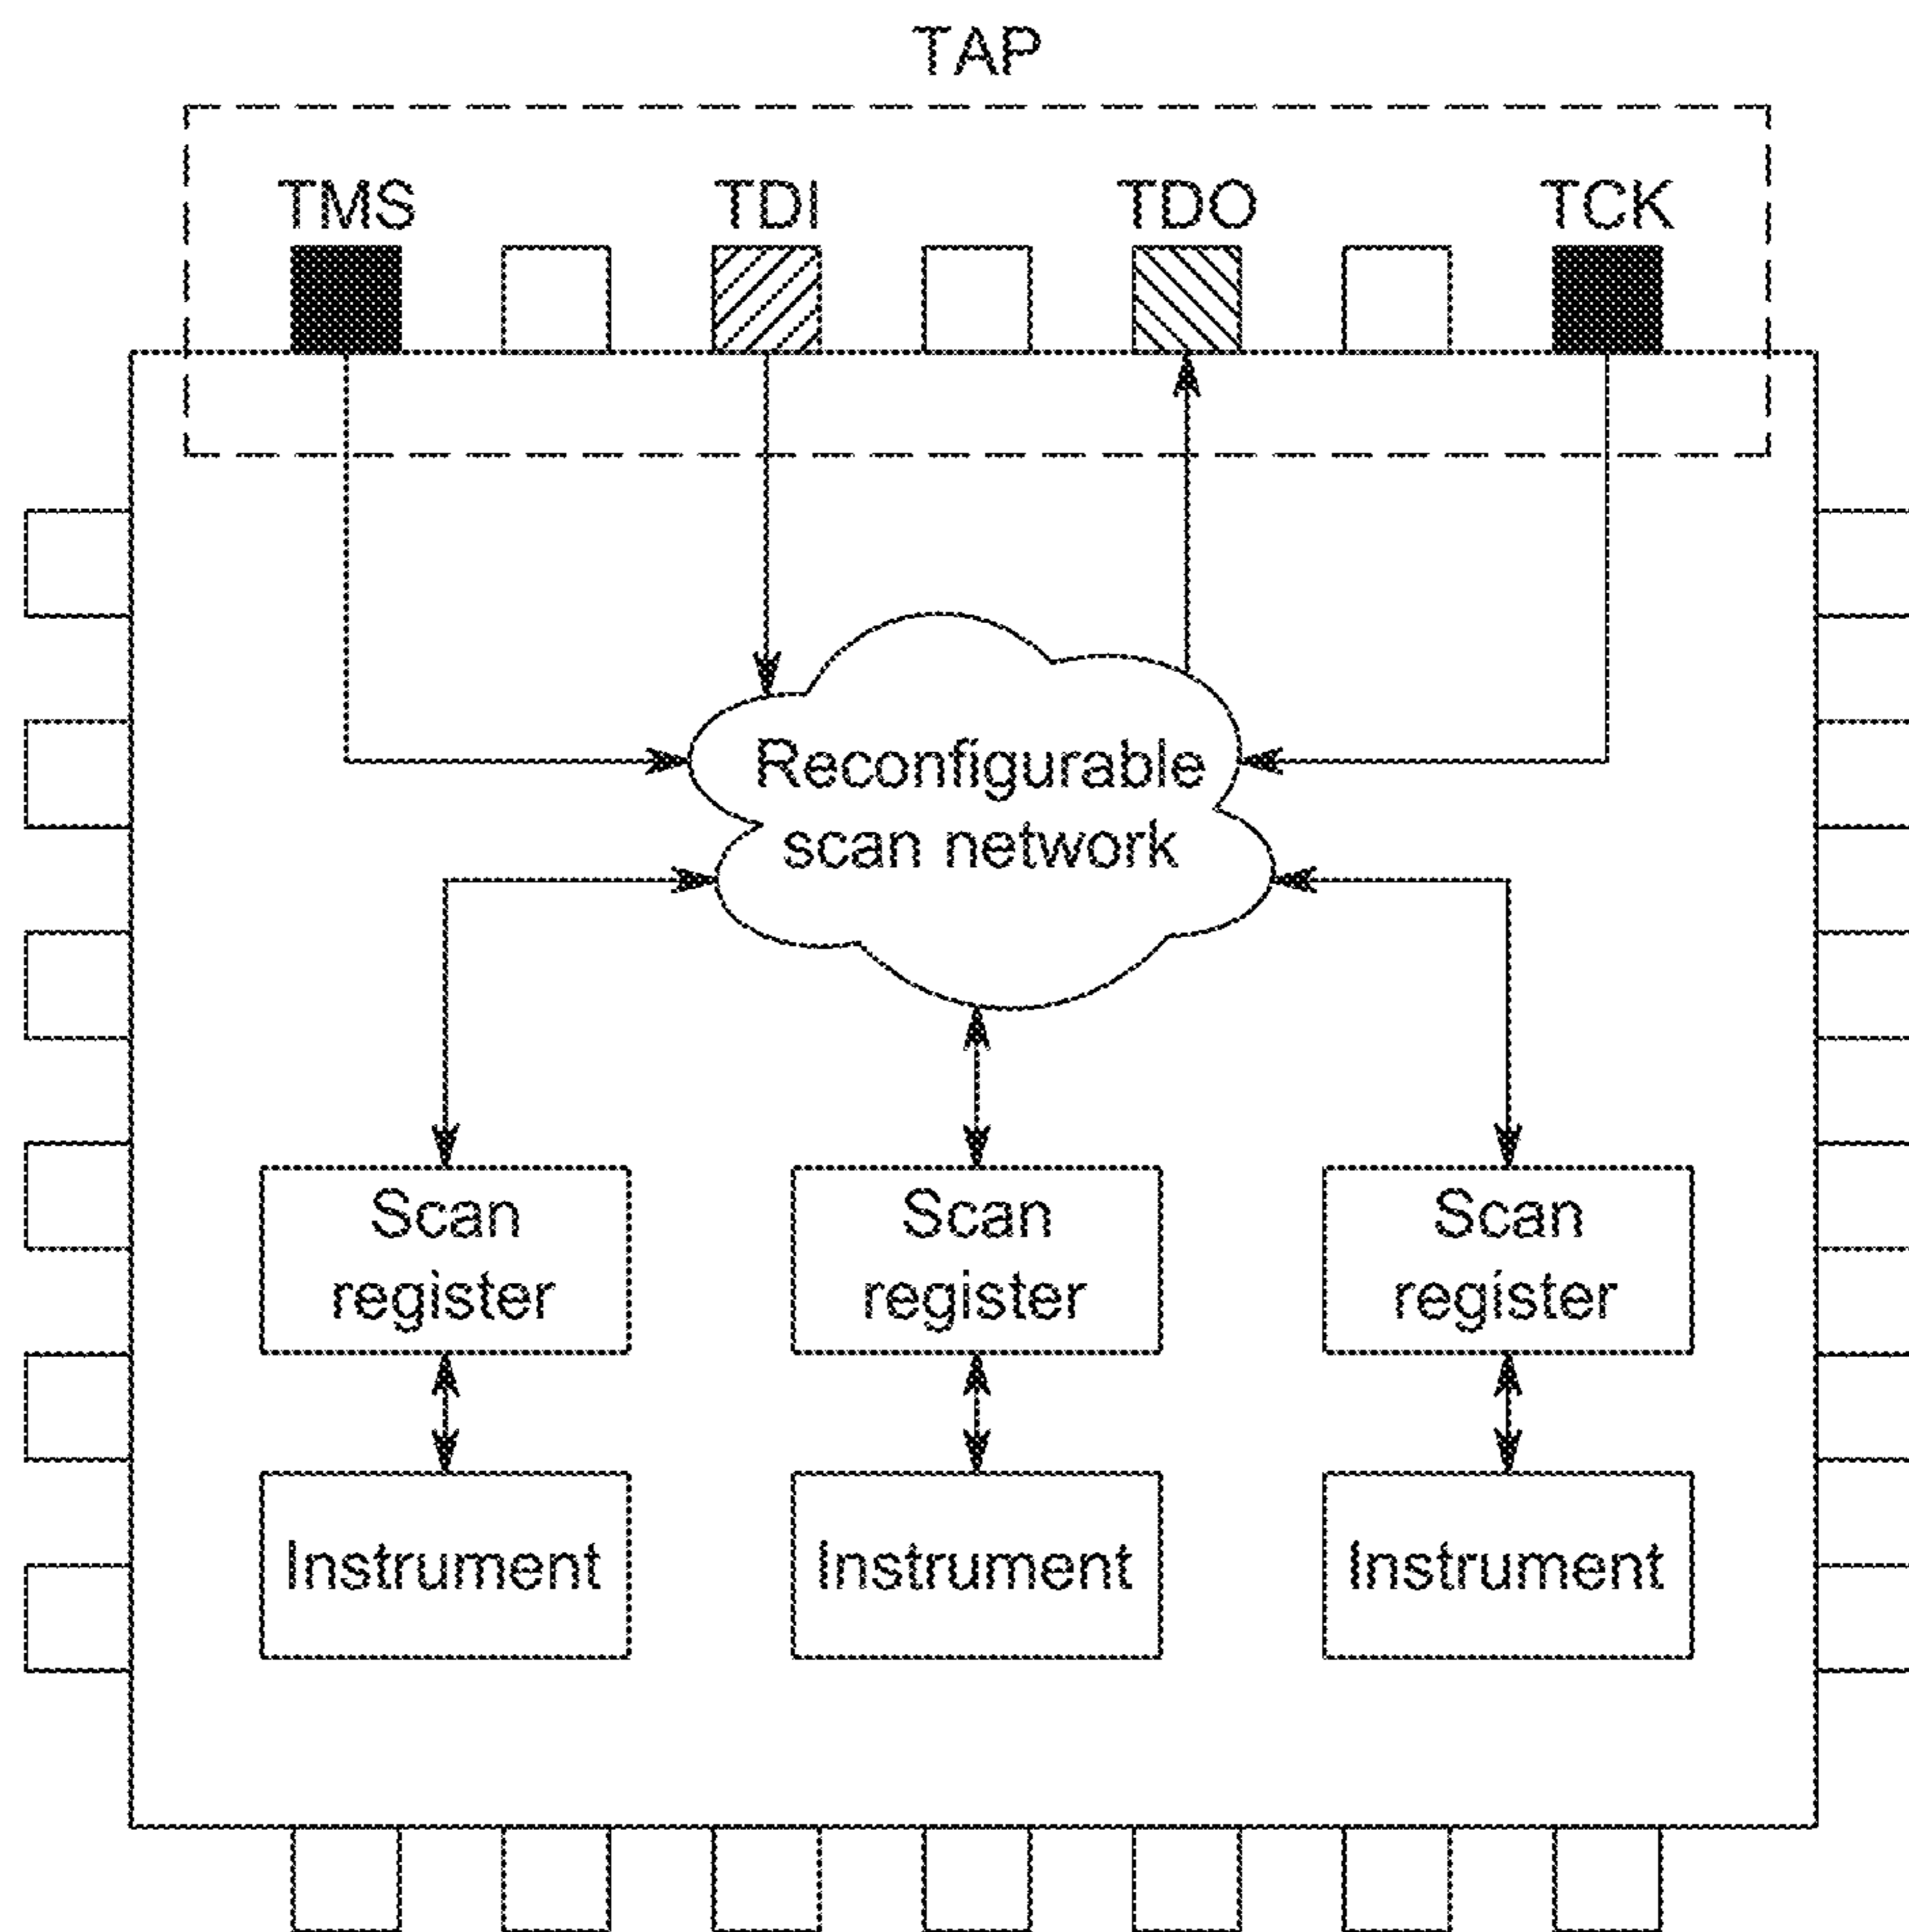 TAP
TMS TDI TDO TCK
Reconfigurable
scan network
Scan Scan Scan
register register register
Instrument Instrument Instrument